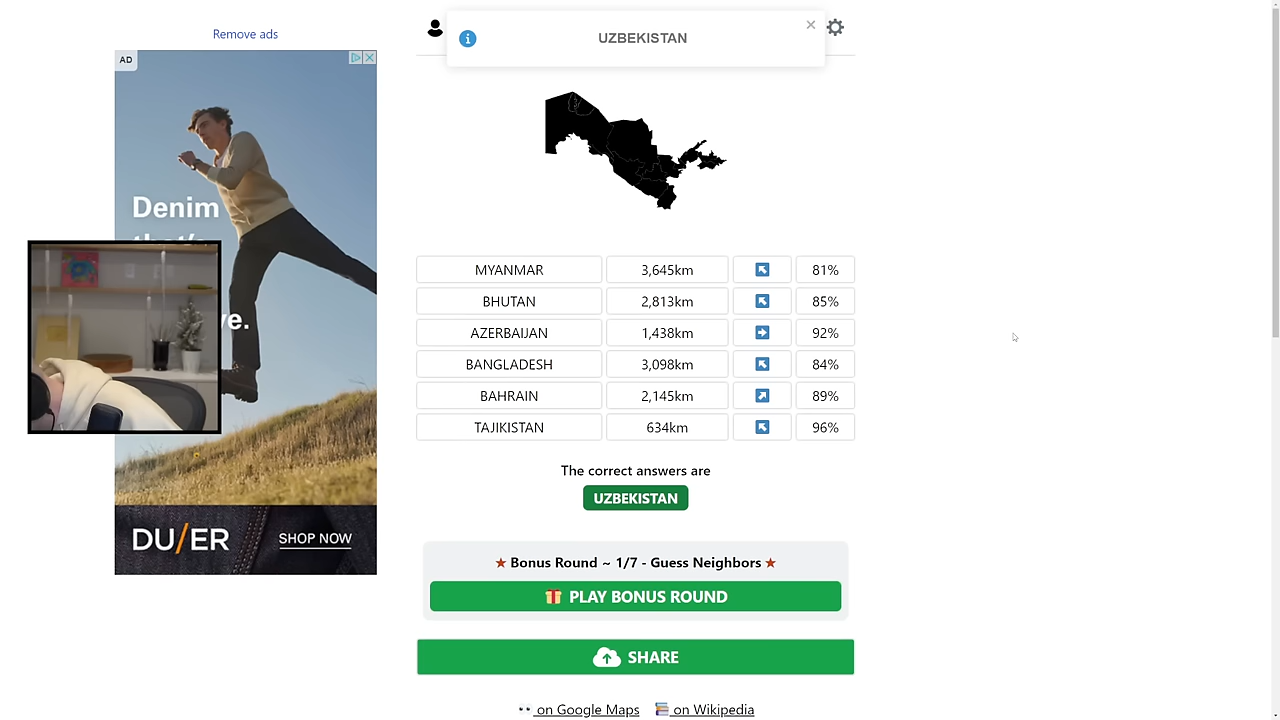 Remove ads
AD
Denim
ve.
DU/ER
SHOP NOW
UZBEKISTAN
MYANMAR 3,645km 81%
BHUTAN 2,813km 85%
AZERBAIJAN 1,438km 92%
BANGLADESH 3,098km 84%
BAHRAIN 2,145km 89%
TAJIKISTAN 634km 96%
The correct answers are
UZBEKISTAN
Bonus Round ~ 1/7 - Guess Neighbors
PLAY BONUS ROUND
SHARE
on Google Maps on Wikipedia